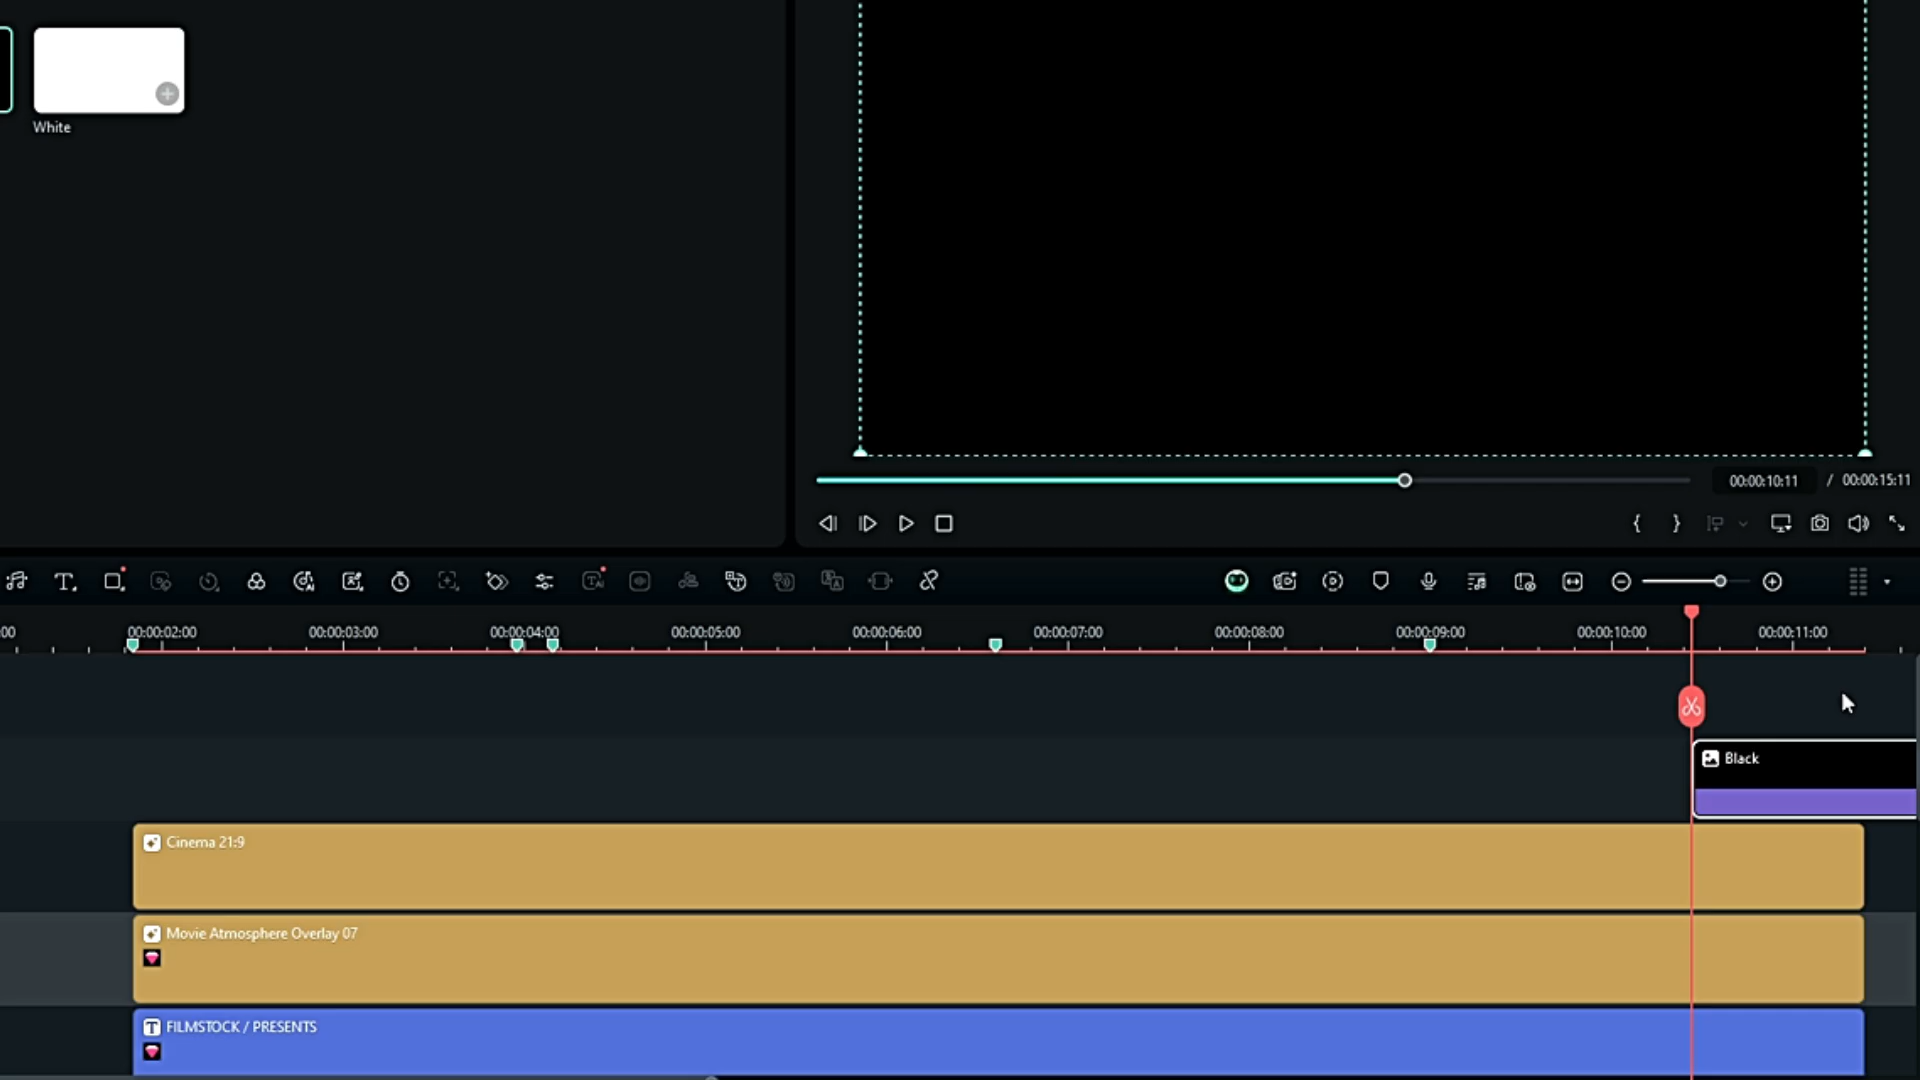 White
00:00:10:11 / 00:00:15:11
:00 00:00:02:00 00:00:03:00 00:00:04:00 00:00:05:00 00:00:06:00 00:00:07:00 00:00:08:00 00:00:09:00 00:00:10:00 00:00:11:00
Black
Cinema 21:9
Movie Atmosphere Overlay 07
FILMSTOCK / PRESENTS